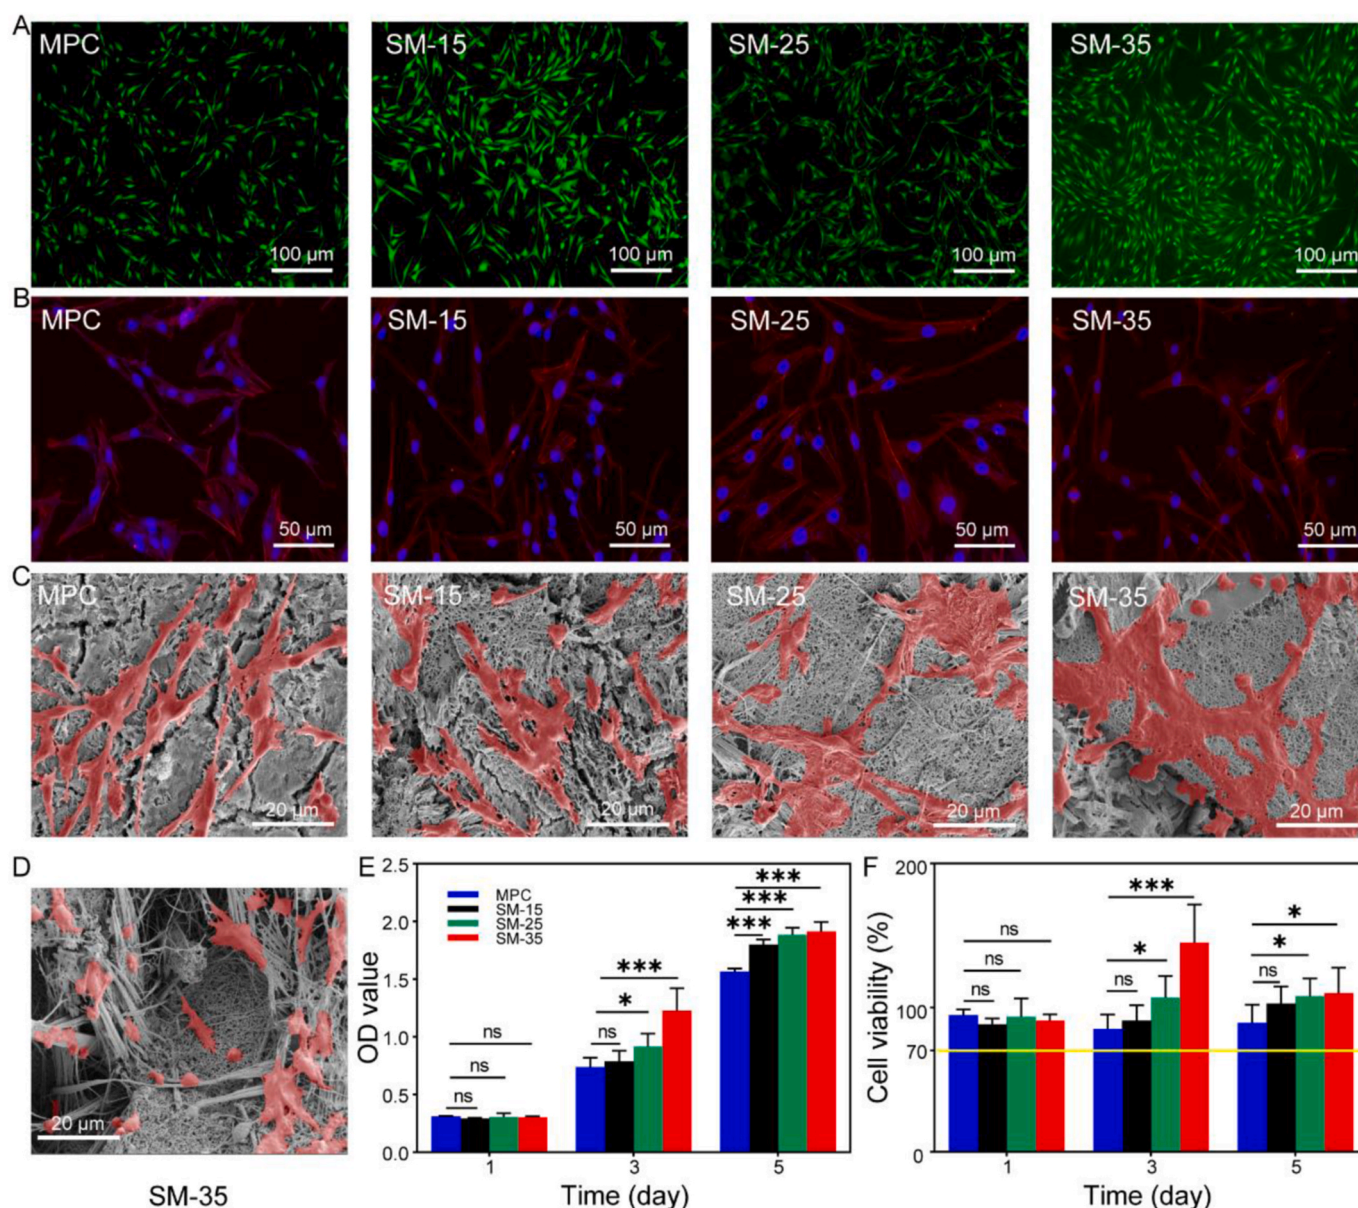 A
MPC
SM-15
SM-25
SM-35
100 µm
100 µm
100 µm
100 µm
B
MPC
SM-15
SM-25
SM-35
50 µm
50 µm
50 µm
50 µm
C
MPC
SM-15
SM-25
SM-35
20 µm
20 µm
20 µm
20 µm
D
20 µm
SM-35
E
2.5
2.0
1.5
1.0
0.5
0.0
OD value
MPC
SM-15
SM-25
SM-35
ns
ns
ns
ns
*
***
***
***
***
1
3
5
Time (day)
F
200
100
70
0
Cell viability (%)
ns
ns
ns
ns
*
***
ns
*
*
1
3
5
Time (day)